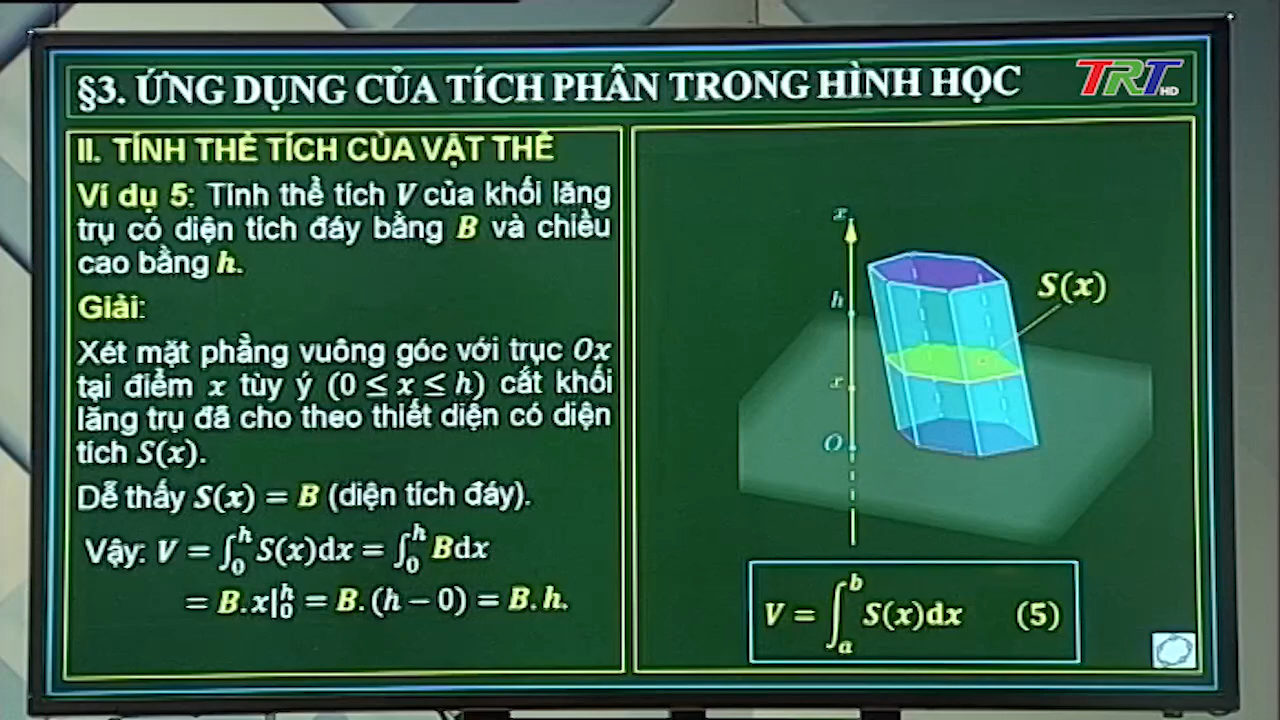 §3. ỨNG DỤNG CỦA TÍCH PHÂN TRONG HÌNH HỌC
TRT HD
II. TÍNH THỂ TÍCH CỦA VẬT THỂ
Ví dụ 5: Tính thể tích V của khối lăng
trụ có diện tích đáy bằng B và chiều
cao bằng h.
Giải:
Xét mặt phẳng vuông góc với trục Ox
tại điểm x tùy ý (0 ≤ x ≤ h) cắt khối
lăng trụ đã cho theo thiết diện có diện
tích S(x).
Dễ thấy S(x) = B (diện tích đáy).
Vậy: V = ∫₀ʰ S(x)dx = ∫₀ʰ Bdx
= B.x|₀ʰ = B.(h − 0) = B.h.
x
h
S(x)
x
O
V = ∫ₐᵇ S(x)dx (5)